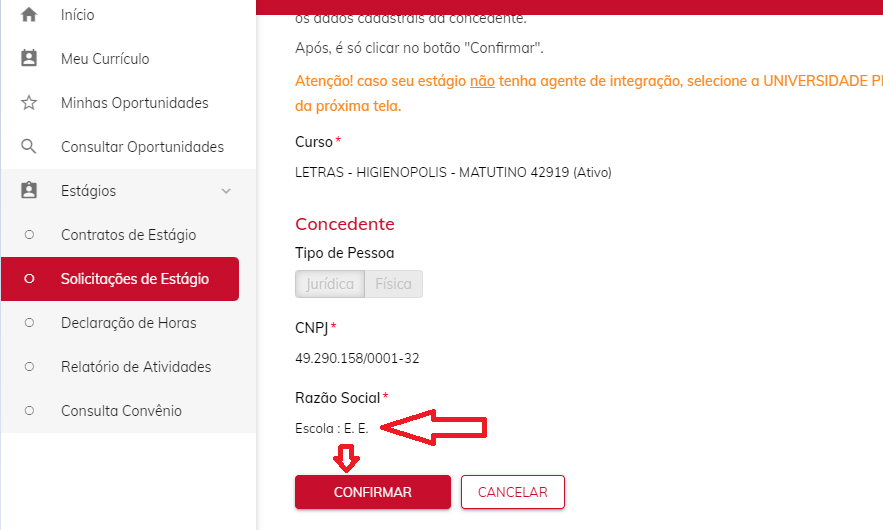 Início
Meu Currículo
Minhas Oportunidades
Consultar Oportunidades
Estágios
Contratos de Estágio
Solicitações de Estágio
Declaração de Horas
Relatório de Atividades
Consulta Convênio
os dados cadastrais da concedente.
Após, é só clicar no botão "Confirmar".
Atenção! caso seu estágio não tenha agente de integração, selecione a UNIVERSIDADE
da próxima tela.
Curso *
LETRAS - HIGIENOPOLIS - MATUTINO 42919 (Ativo)
Concedente
Tipo de Pessoa
Jurídica Física
CNPJ *
49.290.158/0001-32
Razão Social *
Escola : E. E.
CONFIRMAR CANCELAR